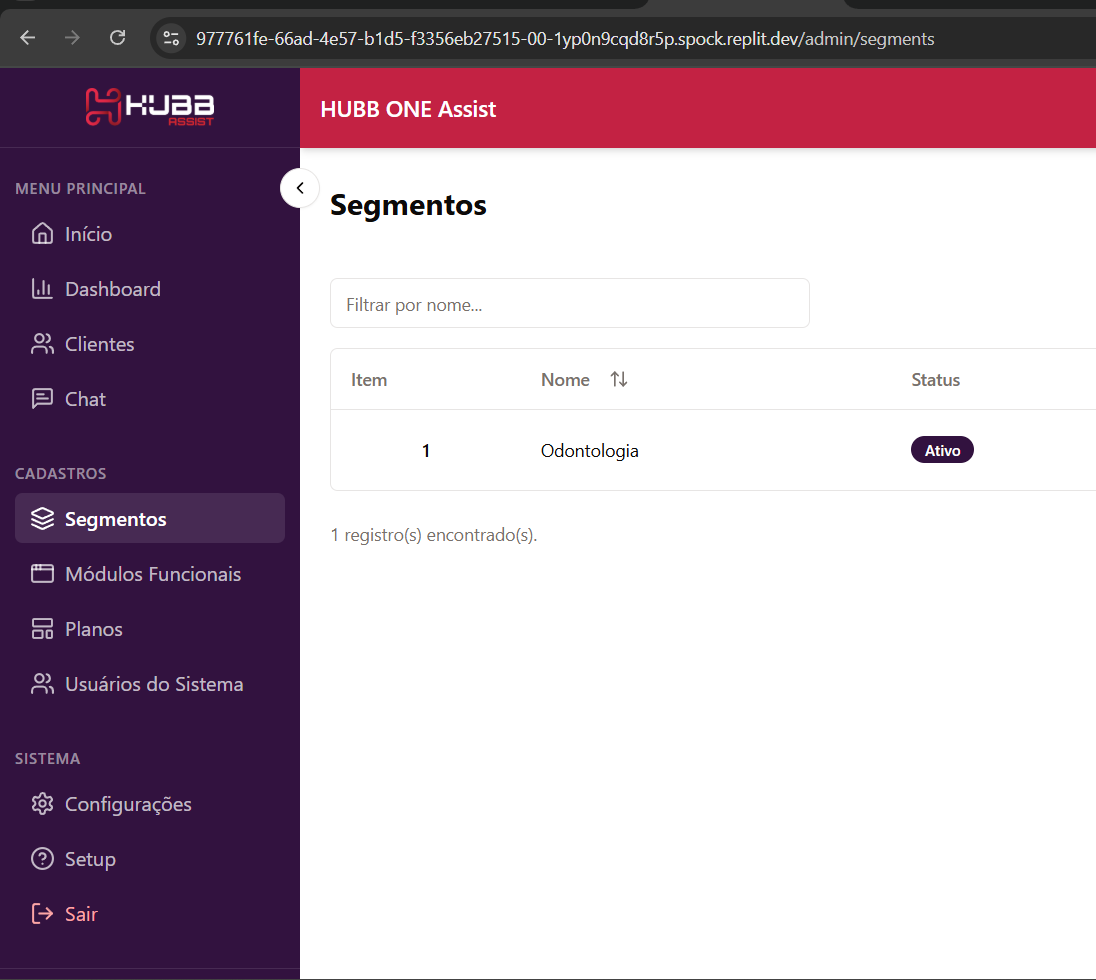 977761fe-66ad-4e57-b1d5-f3356eb27515-00-1yp0n9cqd8r5p.spock.replit.dev/admin/segments
HUBB
ASSIST
HUBB ONE Assist
MENU PRINCIPAL
Início
Dashboard
Clientes
Chat
CADASTROS
Segmentos
Módulos Funcionais
Planos
Usuários do Sistema
SISTEMA
Configurações
Setup
Sair
Segmentos
Filtrar por nome...
Item Nome Status
1 Odontologia Ativo
1 registro(s) encontrado(s).